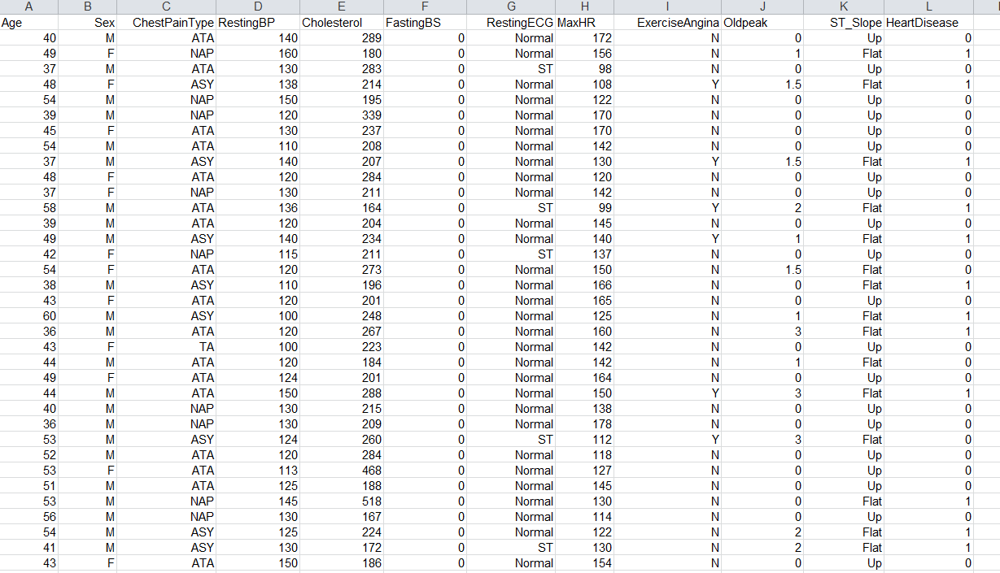 A B C D E F G H I J K L
Age Sex ChestPainType RestingBP Cholesterol FastingBS RestingECG MaxHR ExerciseAngina Oldpeak ST_Slope HeartDisease
40 M ATA 140 289 0 Normal 172 N 0 Up 0
49 F NAP 160 180 0 Normal 156 N 1 Flat 1
37 M ATA 130 283 0 ST 98 N 0 Up 0
48 F ASY 138 214 0 Normal 108 Y 1.5 Flat 1
54 M NAP 150 195 0 Normal 122 N 0 Up 0
39 M NAP 120 339 0 Normal 170 N 0 Up 0
45 F ATA 130 237 0 Normal 170 N 0 Up 0
54 M ATA 110 208 0 Normal 142 N 0 Up 0
37 M ASY 140 207 0 Normal 130 Y 1.5 Flat 1
48 F ATA 120 284 0 Normal 120 N 0 Up 0
37 F NAP 130 211 0 Normal 142 N 0 Up 0
58 M ATA 136 164 0 ST 99 Y 2 Flat 1
39 M ATA 120 204 0 Normal 145 N 0 Up 0
49 M ASY 140 234 0 Normal 140 Y 1 Flat 1
42 F NAP 115 211 0 ST 137 N 0 Up 0
54 F ATA 120 273 0 Normal 150 N 1.5 Flat 0
38 M ASY 110 196 0 Normal 166 N 0 Flat 1
43 F ATA 120 201 0 Normal 165 N 0 Up 0
60 M ASY 100 248 0 Normal 125 N 1 Flat 1
36 M ATA 120 267 0 Normal 160 N 3 Flat 1
43 F TA 100 223 0 Normal 142 N 0 Up 0
44 M ATA 120 184 0 Normal 142 N 1 Flat 0
49 F ATA 124 201 0 Normal 164 N 0 Up 0
44 M ATA 150 288 0 Normal 150 Y 3 Flat 1
40 M NAP 130 215 0 Normal 138 N 0 Up 0
36 M NAP 130 209 0 Normal 178 N 0 Up 0
53 M ASY 124 260 0 ST 112 Y 3 Flat 0
52 M ATA 120 284 0 Normal 118 N 0 Up 0
53 F ATA 113 468 0 Normal 127 N 0 Up 0
51 M ATA 125 188 0 Normal 145 N 0 Up 0
53 M NAP 145 518 0 Normal 130 N 0 Flat 1
56 M NAP 130 167 0 Normal 114 N 0 Up 0
54 M ASY 125 224 0 Normal 122 N 2 Flat 1
41 M ASY 130 172 0 ST 130 N 2 Flat 1
43 F ATA 150 186 0 Normal 154 N 0 Up 0